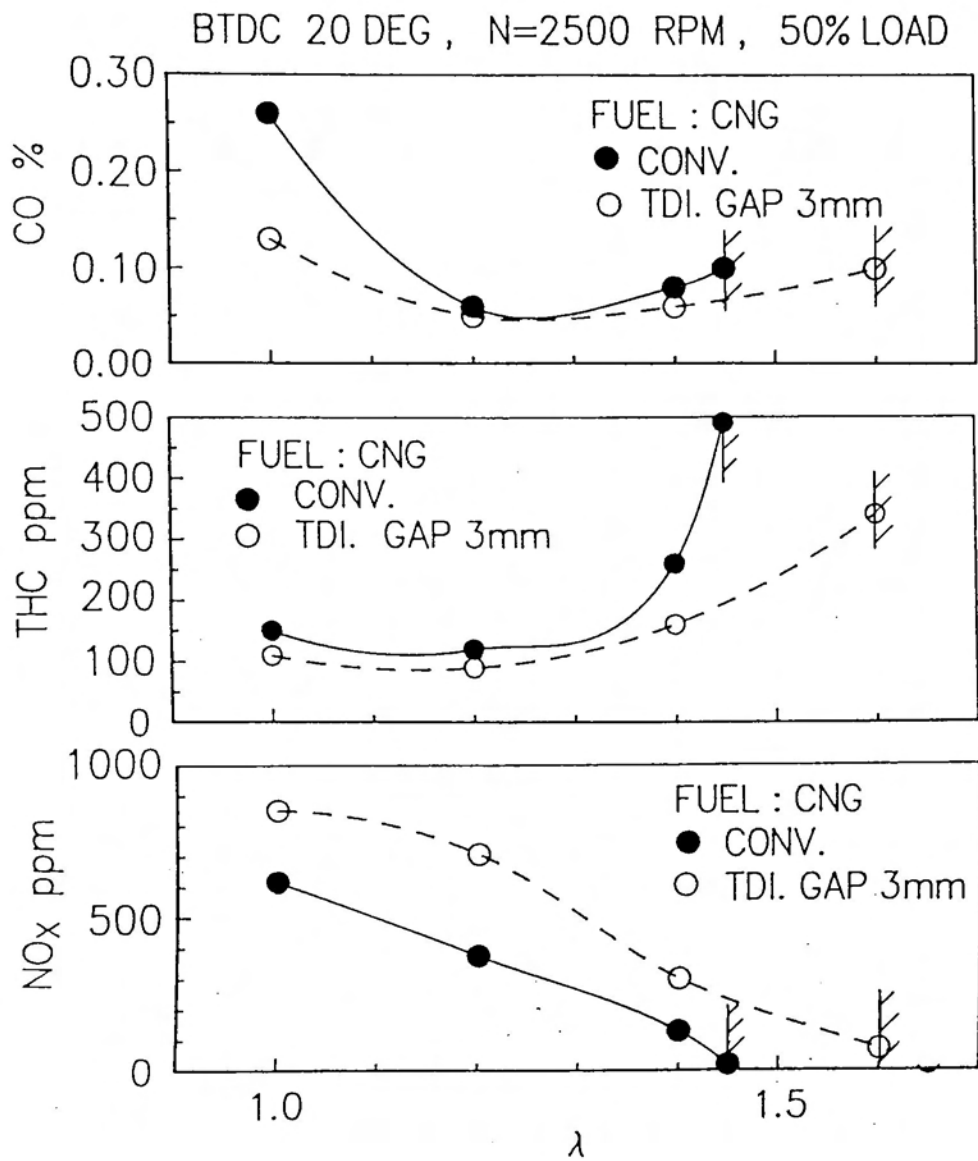 BTDC 20 DEG, N=2500 RPM, 50% LOAD
0.30
0.20
0.10
0.00
CO %
FUEL : CNG
CONV.
TDI. GAP 3mm
500
400
300
200
100
0
THC ppm
FUEL : CNG
CONV.
TDI. GAP 3mm
1000
500
0
NOx ppm
FUEL : CNG
CONV.
TDI. GAP 3mm
1.0
1.5
λ